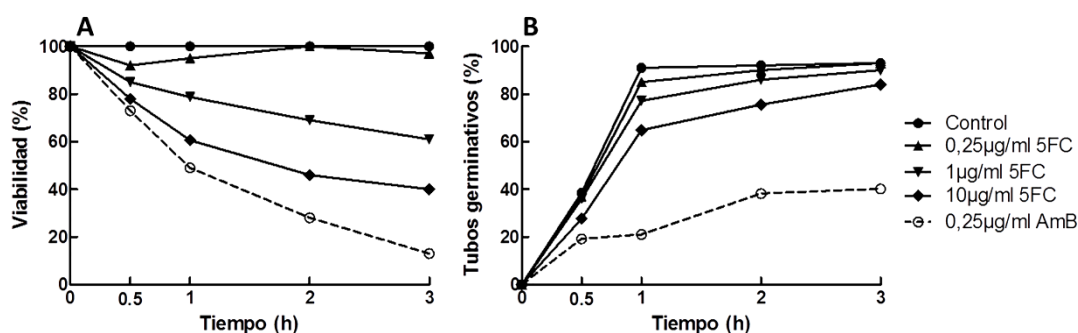 A
Viabilidad (%)
100
80
60
40
20
0
0
0.5
1
2
3
Tiempo (h)
B
Tubos germinativos (%)
100
80
60
40
20
0
0
0.5
1
2
3
Tiempo (h)
Control
0,25µg/ml 5FC
1µg/ml 5FC
10µg/ml 5FC
0,25µg/ml AmB